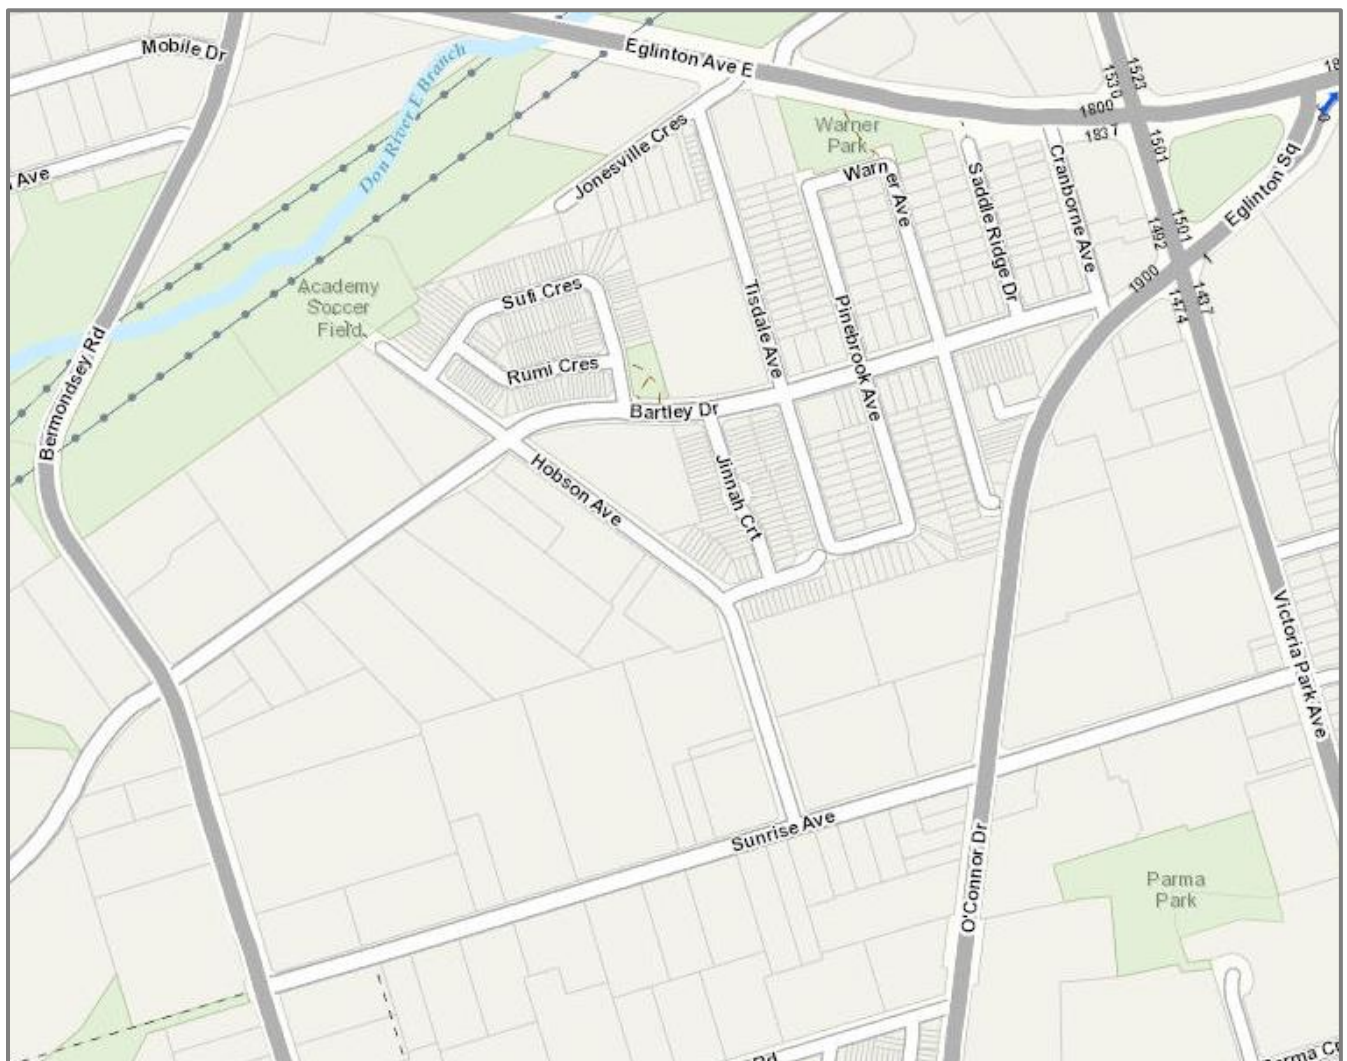 Mobile Dr
Eglinton Ave E
Don River E Branch
1530
1523
1800
1837
1501
Warner
Park
Jonesville Cres
Warner Ave
Saddle Ridge Dr
Cranborne Ave
Ave
Eglinton Sq
1492
1501
1900
1437
1474
Academy
Soccer
Field
Sufi Cres
Tisdale Ave
Pinebrook Ave
Rumi Cres
Bermondsey Rd
Bartley Dr
Hobson Ave
Jinnah Crt
Victoria Park Ave
Sunrise Ave
O'Connor Dr
Parma
Park
Rd